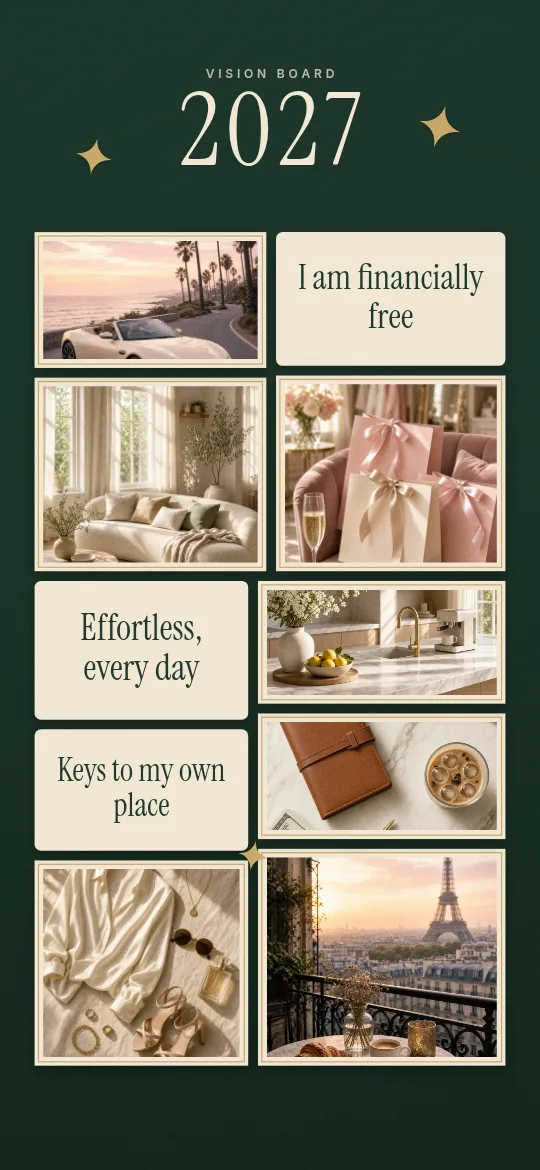 VISION BOARD
2027
I am financially
free
Effortless,
every day
Keys to my own
place